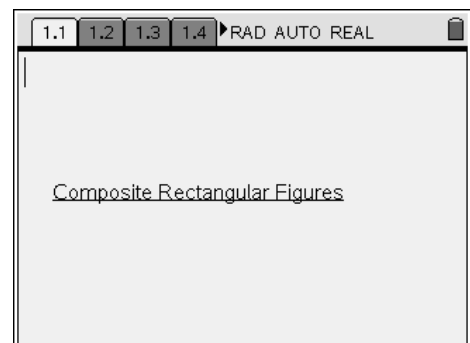 1.1 1.2 1.3 1.4 RAD AUTO REAL
Composite Rectangular Figures